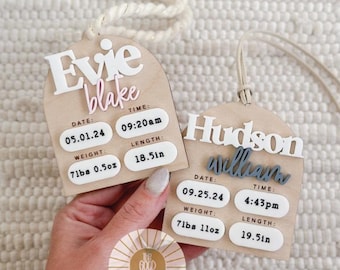 Evie
blake
DATE: TIME:
05.01.24 09:20am
WEIGHT: LENGTH:
7lbs 0.5oz 18.5in
Hudson
william
DATE: TIME:
09.25.24 4:43pm
WEIGHT: LENGTH:
7lbs 11oz 19.5in